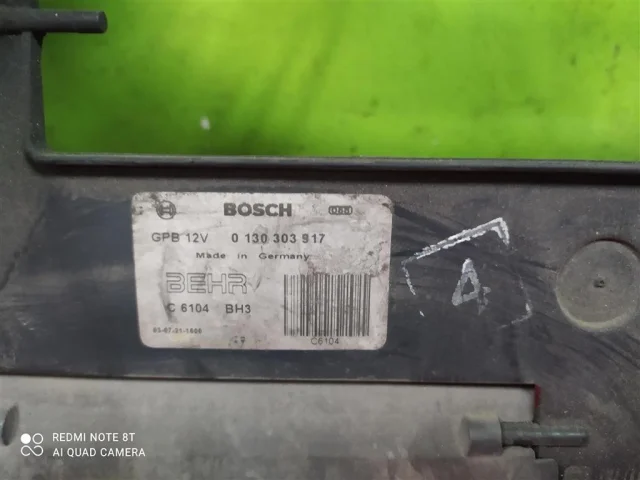 BOSCH
GPB 12V 0 130 303 917
Made in Germany
BEHR
C 6104 BH3
C6104
4
REDMI NOTE 8T
AI QUAD CAMERA